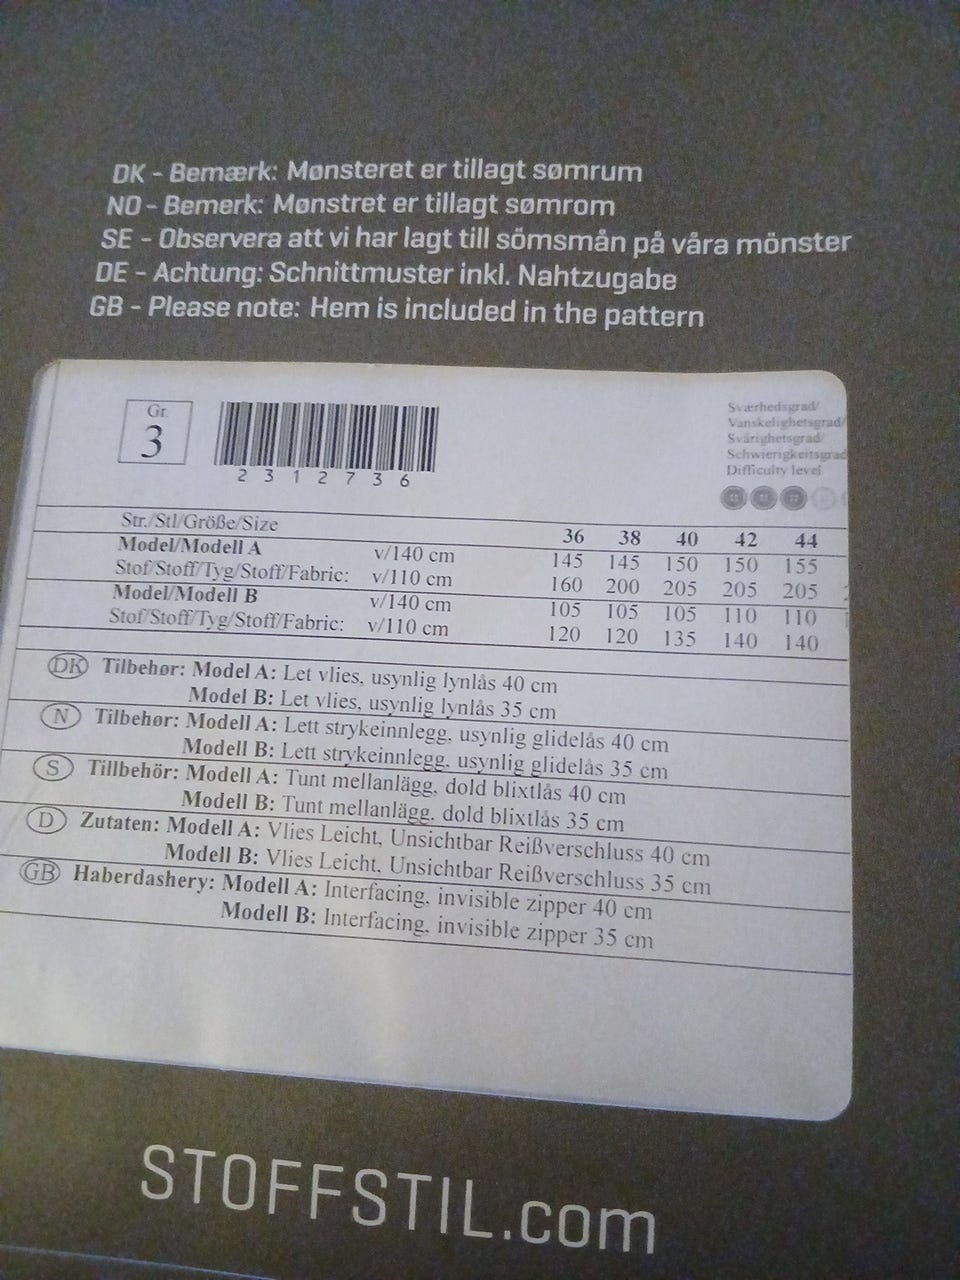 DK - Bemærk: Mønsteret er tillagt sømrum
NO - Bemerk: Mønstret er tillagt sømrom
SE - Observera att vi har lagt till sömsmån på våra mönster
DE - Achtung: Schnittmuster inkl. Nahtzugabe
GB - Please note: Hem is included in the pattern
Gr.
3
2312736
Sværhedsgrad/
Vanskelighetsgrad/
Svårighetsgrad/
Schwierigkeitsgrad
Difficulty level
Str./Stl/Größe/Size 36 38 40 42 44
Model/Modell A v/140 cm 145 145 150 150 155
Stof/Stoff/Tyg/Stoff/Fabric: v/110 cm 160 200 205 205 205
Model/Modell B v/140 cm 105 105 105 110 110
Stof/Stoff/Tyg/Stoff/Fabric: v/110 cm 120 120 135 140 140
DK Tilbehør: Model A: Let vlies, usynlig lynlås 40 cm
Model B: Let vlies, usynlig lynlås 35 cm
N Tilbehør: Modell A: Lett strykeinnlegg, usynlig glidelås 40 cm
Modell B: Lett strykeinnlegg, usynlig glidelås 35 cm
S Tillbehör: Modell A: Tunt mellanlägg, dold blixtlås 40 cm
Modell B: Tunt mellanlägg, dold blixtlås 35 cm
D Zutaten: Modell A: Vlies Leicht, Unsichtbar Reißverschluss 40 cm
Modell B: Vlies Leicht, Unsichtbar Reißverschluss 35 cm
GB Haberdashery: Modell A: Interfacing, invisible zipper 40 cm
Modell B: Interfacing, invisible zipper 35 cm
STOFFSTIL.com